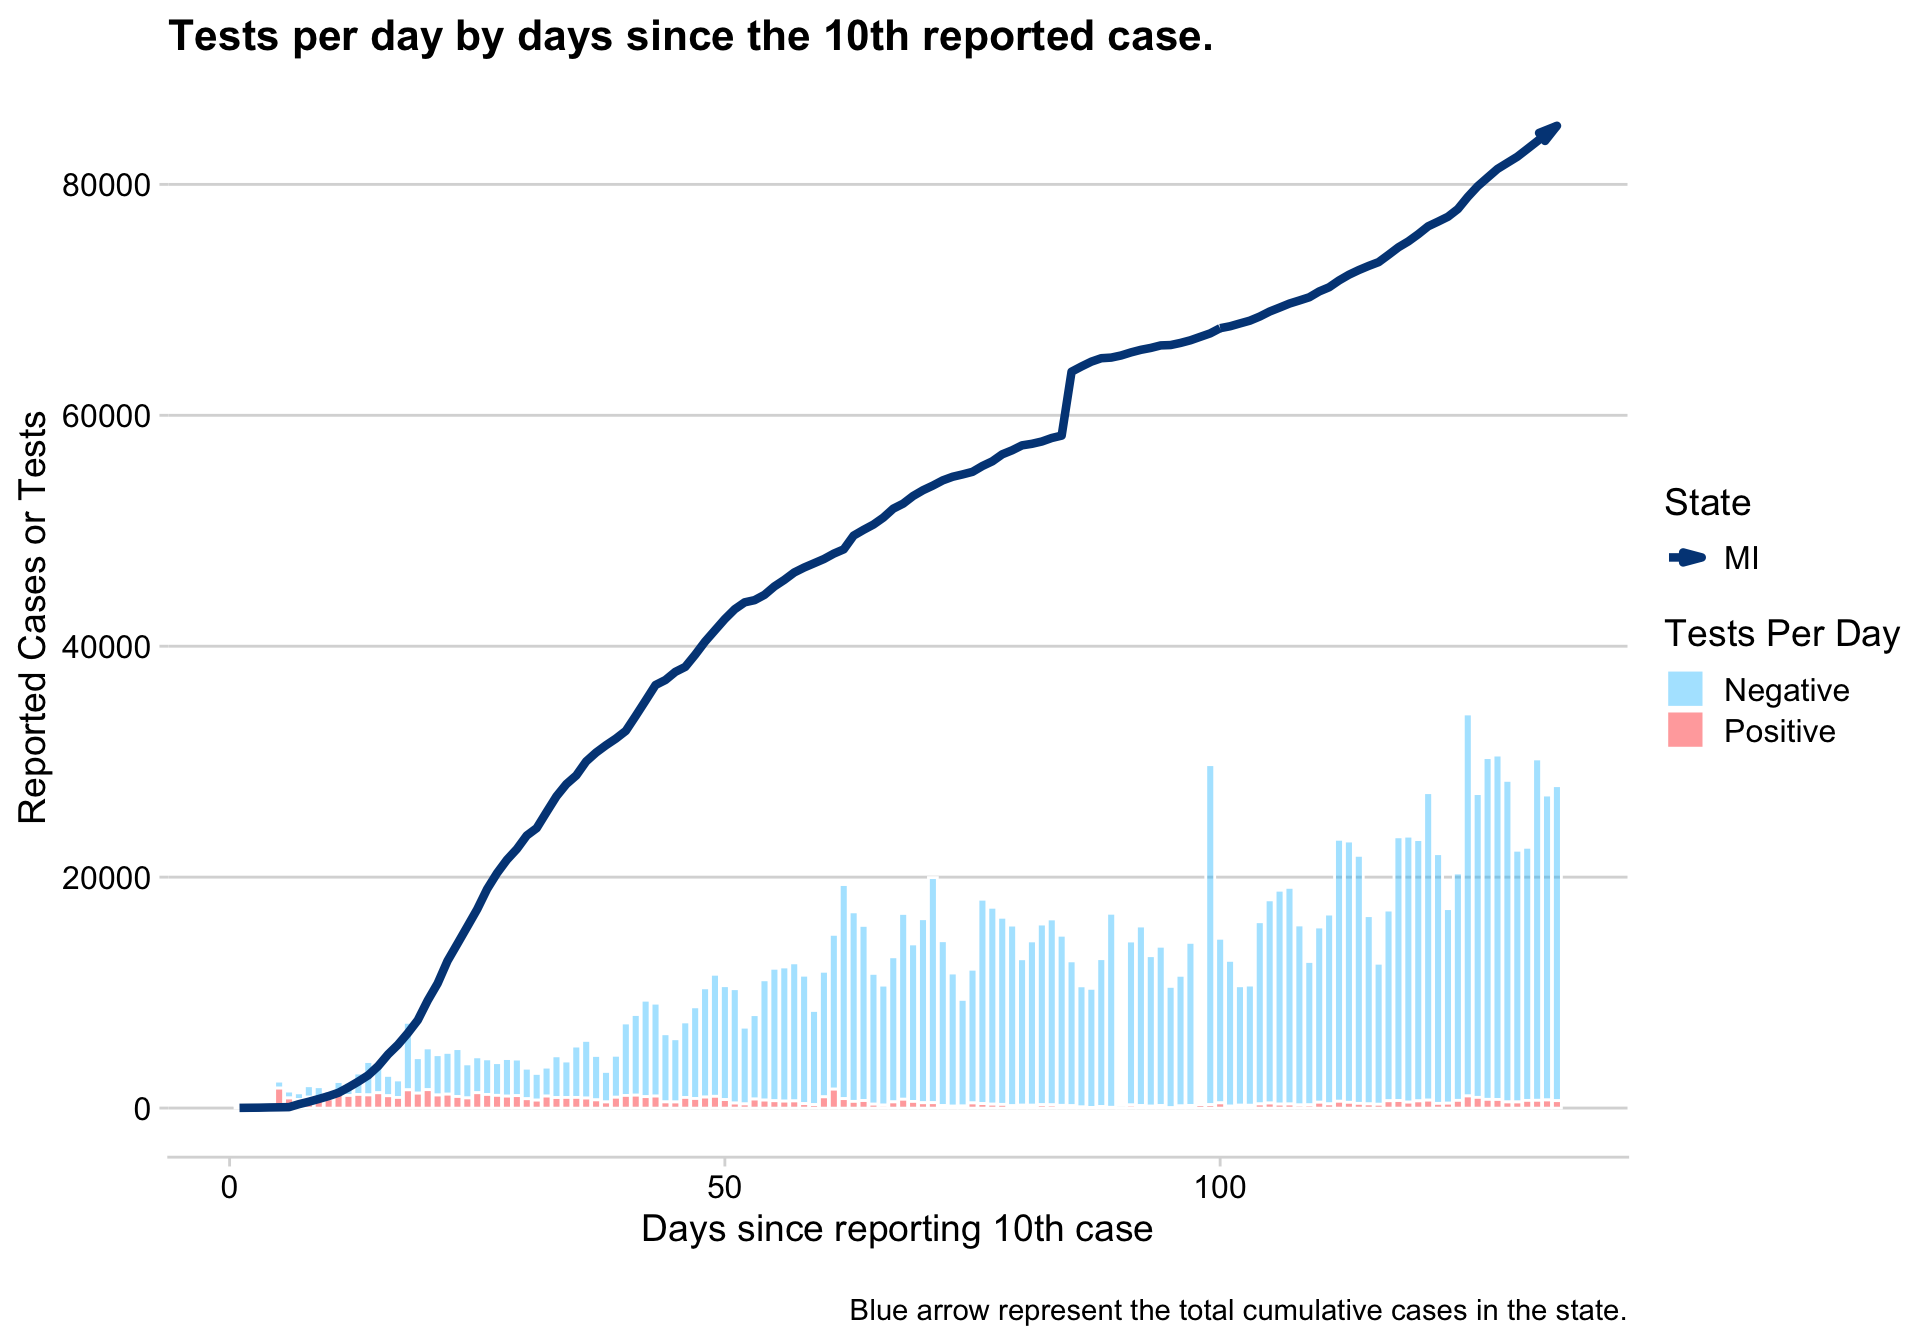 Tests per day by days since the 10th reported case.
80000
60000
40000
20000
0
Reported Cases or Tests
0
50
100
Days since reporting 10th case
State
MI
Tests Per Day
Negative
Positive
Blue arrow represent the total cumulative cases in the state.